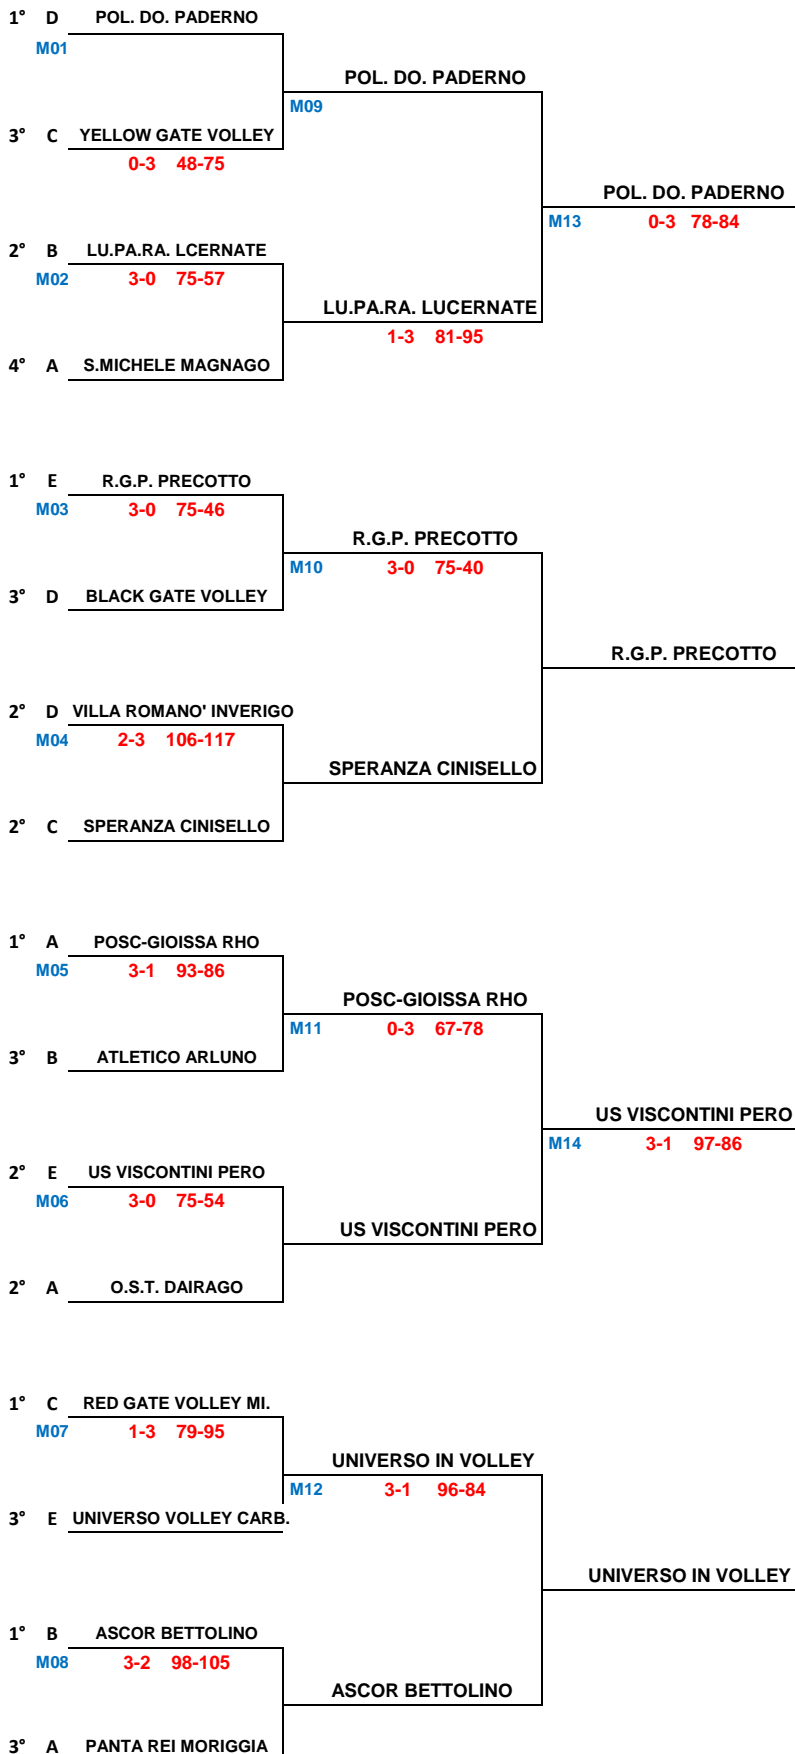 1° D POL. DO. PADERNO
M01
POL. DO. PADERNO
M09
3° C YELLOW GATE VOLLEY
0-3 48-75
POL. DO. PADERNO
M13 0-3 78-84
2° B LU.PA.RA. LCERNATE
M02 3-0 75-57
LU.PA.RA. LUCERNATE
1-3 81-95
4° A S.MICHELE MAGNAGO
1° E R.G.P. PRECOTTO
M03 3-0 75-46
R.G.P. PRECOTTO
M10 3-0 75-40
3° D BLACK GATE VOLLEY
R.G.P. PRECOTTO
2° D VILLA ROMANO' INVERIGO
M04 2-3 106-117
SPERANZA CINISELLO
2° C SPERANZA CINISELLO
1° A POSC-GIOISSA RHO
M05 3-1 93-86
POSC-GIOISSA RHO
M11 0-3 67-78
3° B ATLETICO ARLUNO
US VISCONTINI PERO
M14 3-1 97-86
2° E US VISCONTINI PERO
M06 3-0 75-54
US VISCONTINI PERO
2° A O.S.T. DAIRAGO
1° C RED GATE VOLLEY MI.
M07 1-3 79-95
UNIVERSO IN VOLLEY
M12 3-1 96-84
3° E UNIVERSO VOLLEY CARB.
UNIVERSO IN VOLLEY
1° B ASCOR BETTOLINO
M08 3-2 98-105
ASCOR BETTOLINO
3° A PANTA REI MORIGGIA